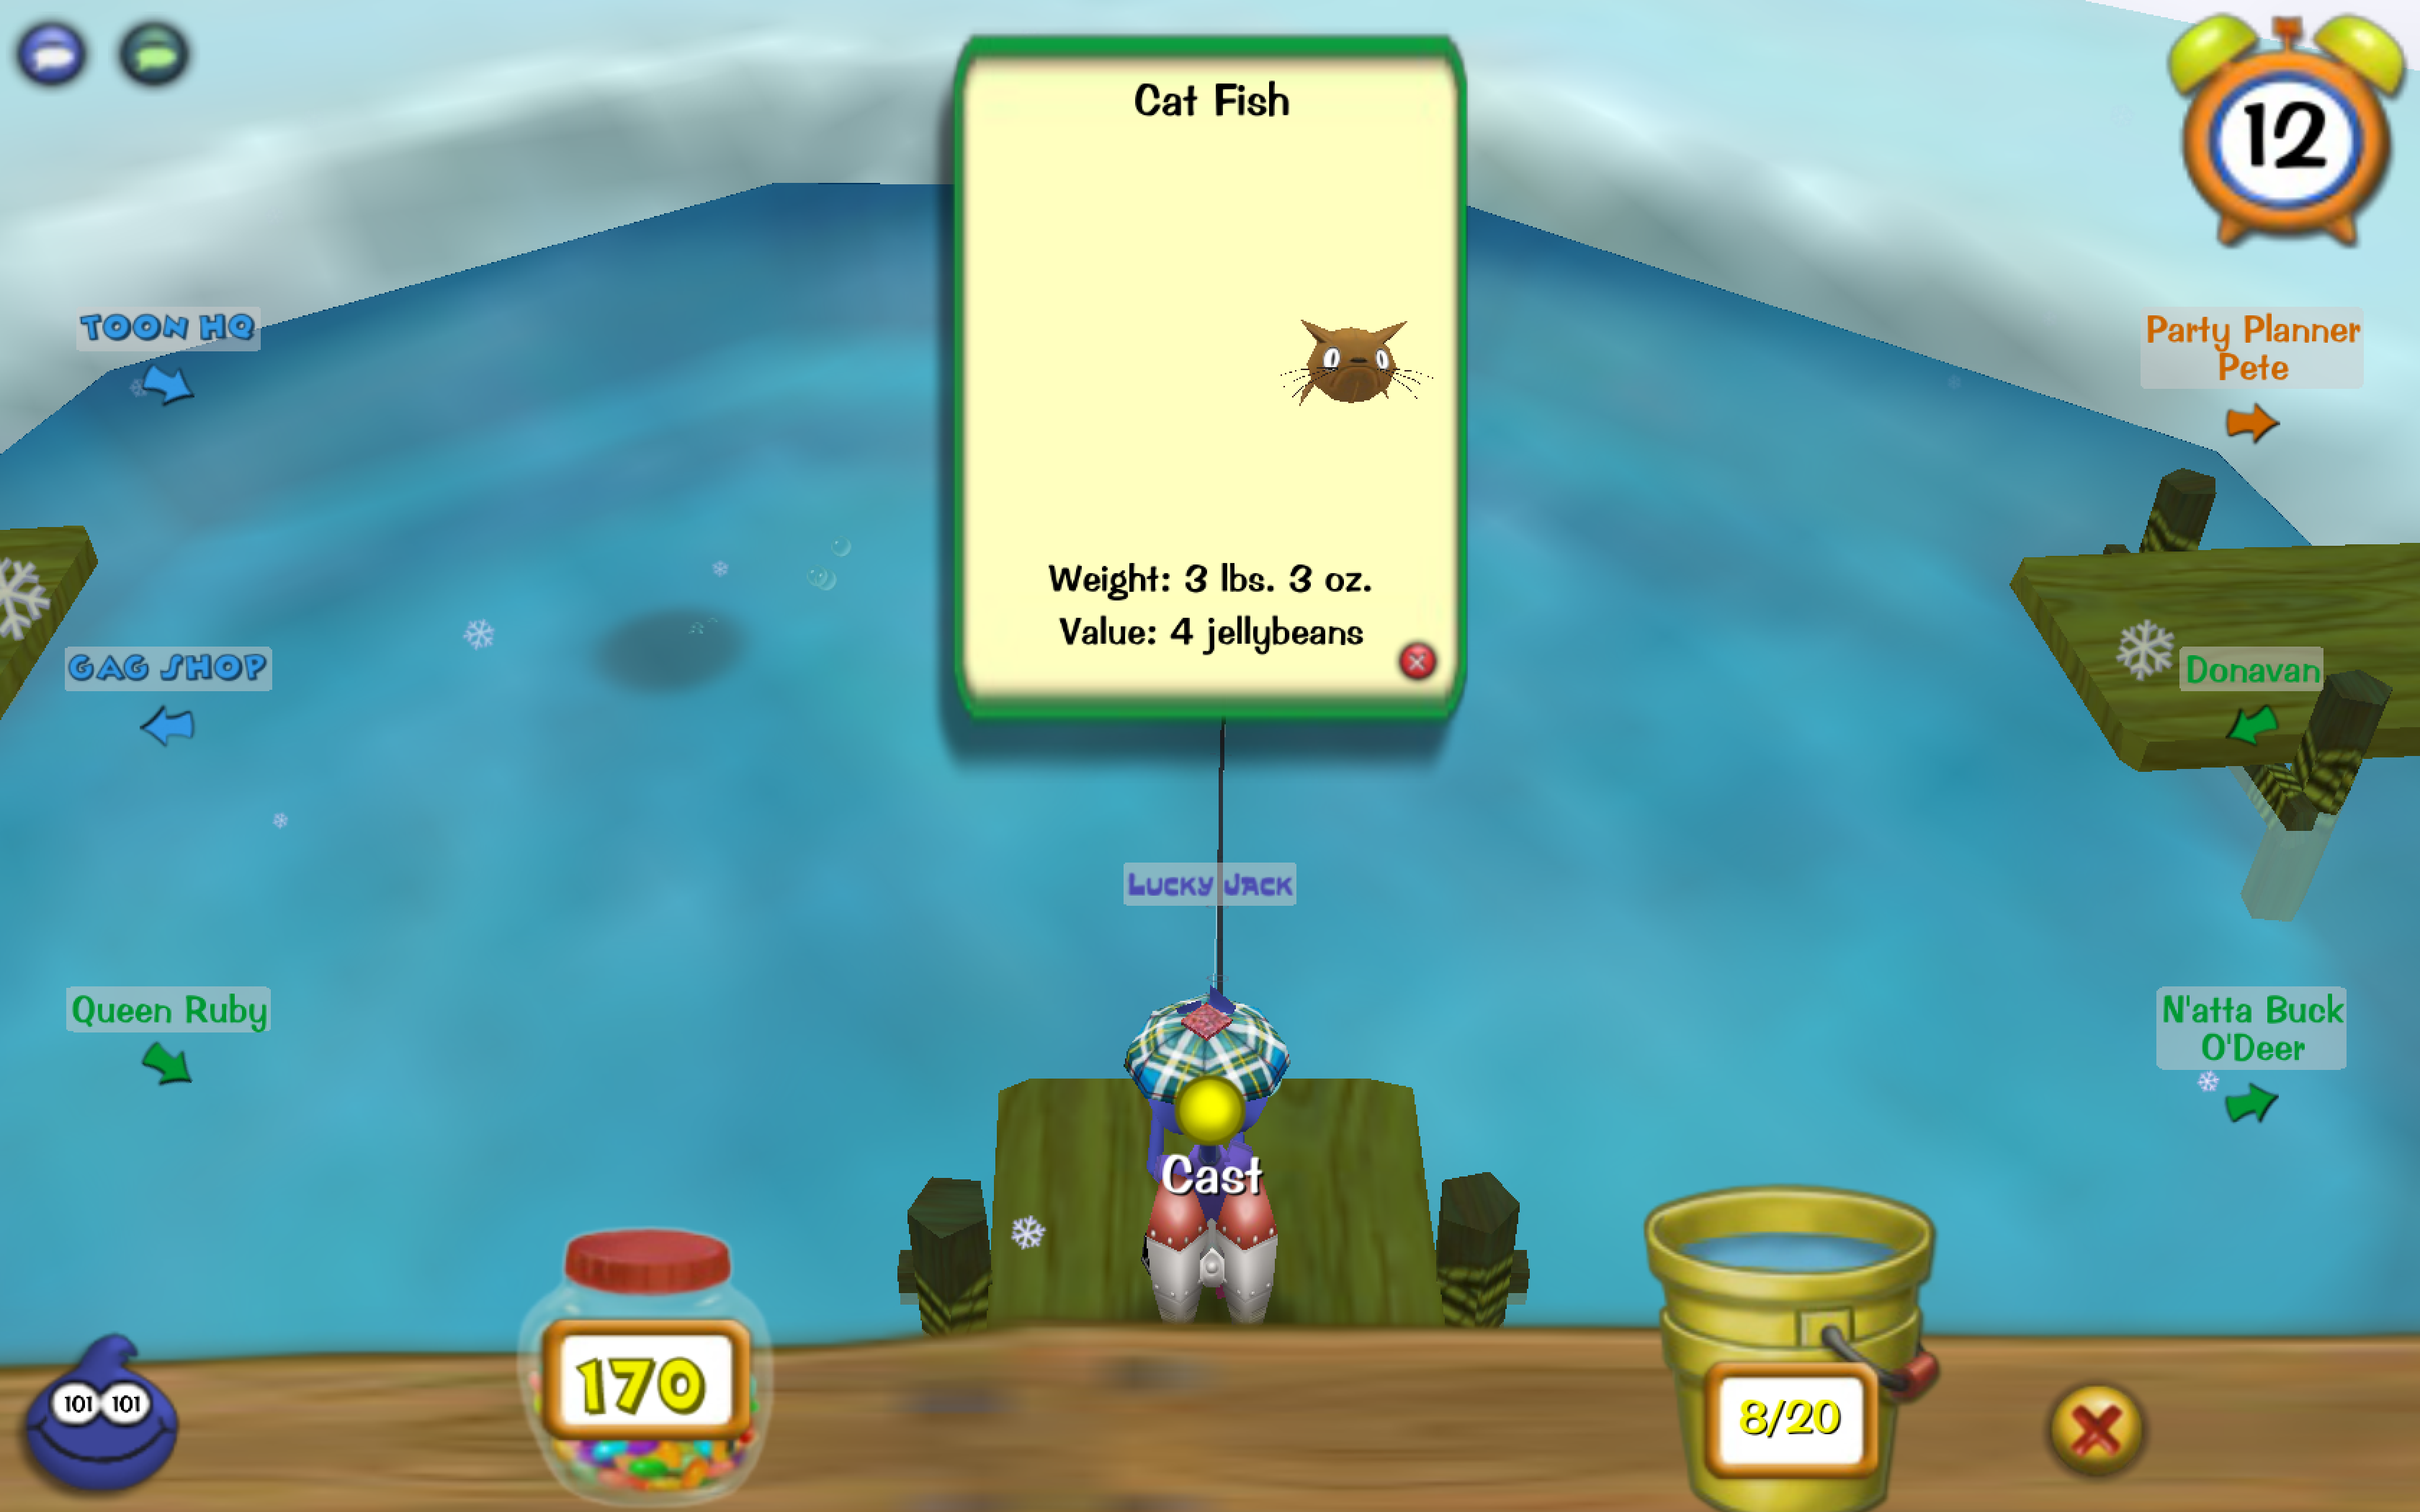 Cat Fish
12
TOON HQ
Party Planner
Pete
Weight: 3 lbs. 3 oz.
Value: 4 jellybeans
GAG SHOP
Donavan
LUCKY JACK
Queen Ruby
N'atta Buck
O'Deer
Cast
101 101
170
8/20